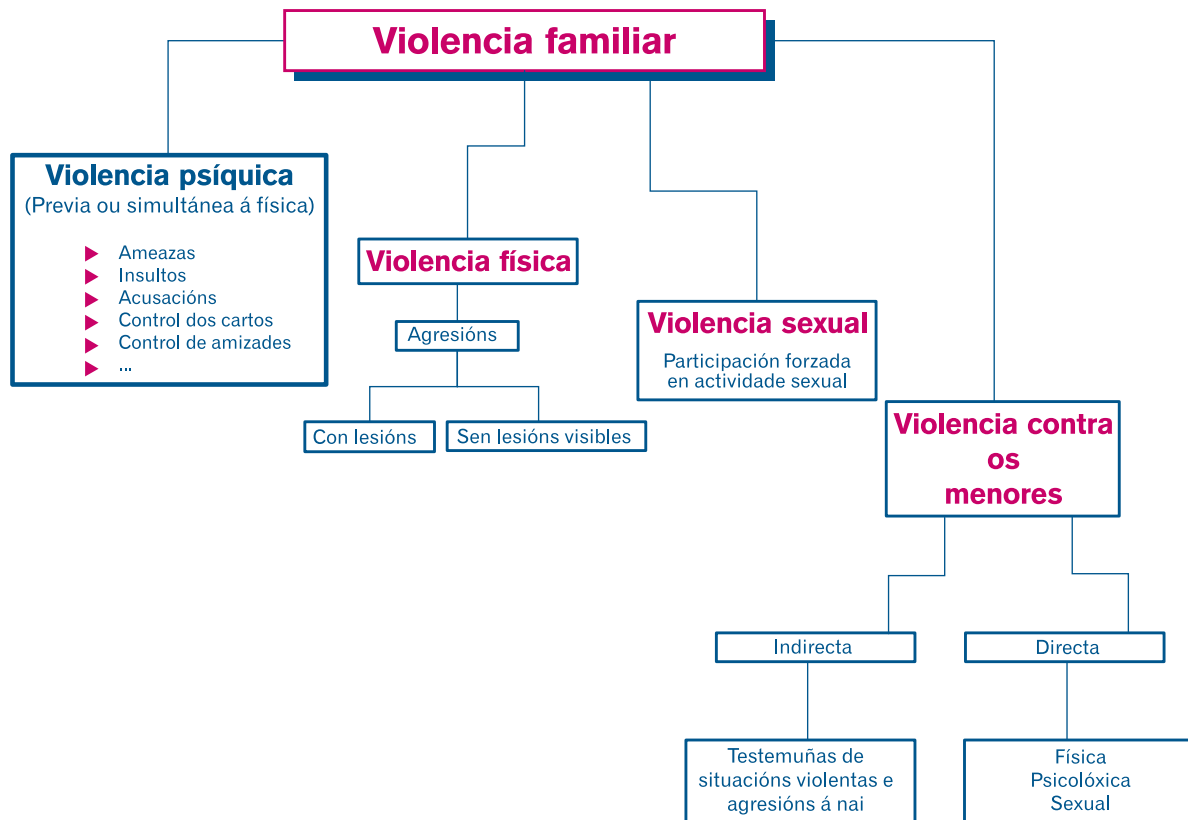 Violencia familiar
Violencia psíquica
(Previa ou simultánea á física)
Ameazas
Insultos
Acusacións
Control dos cartos
Control de amizades
...
Violencia física
Agresións
Con lesións
Sen lesións visibles
Violencia sexual
Participación forzada
en actividade sexual
Violencia contra
os
menores
Indirecta
Testemuñas de
situacións violentas e
agresións á nai
Directa
Física
Psicolóxica
Sexual